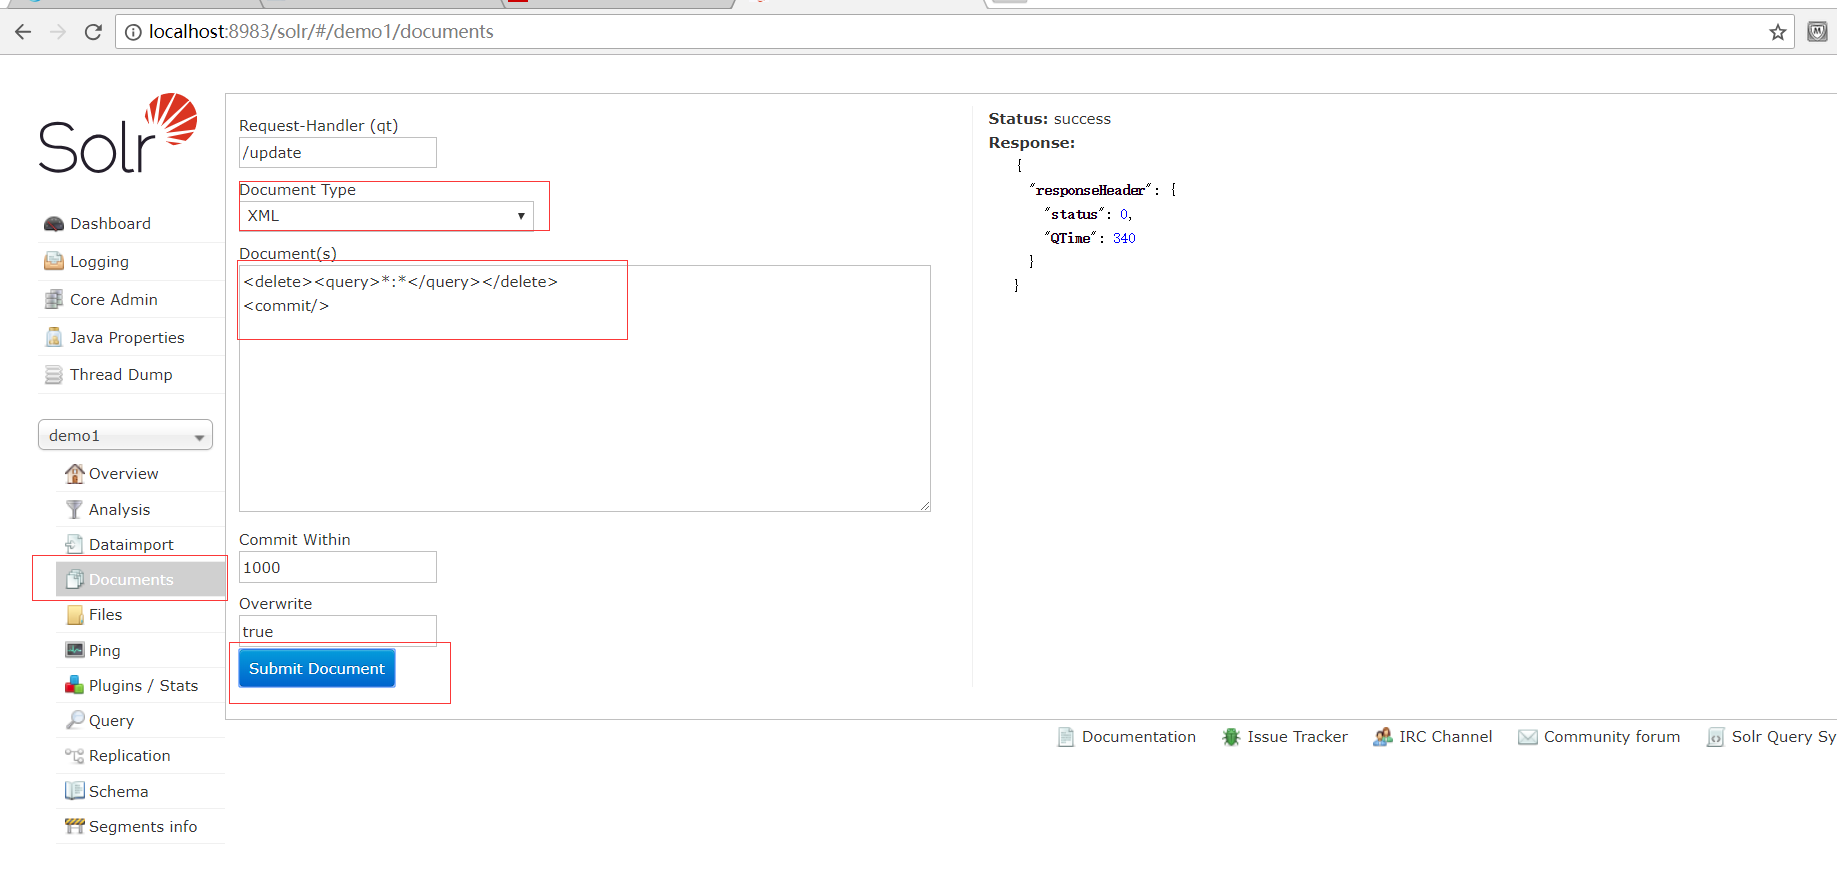 localhost:8983/solr/#/demo1/documents
Solr
Dashboard
Logging
Core Admin
Java Properties
Thread Dump
demo1
Overview
Analysis
Dataimport
Documents
Files
Ping
Plugins / Stats
Query
Replication
Schema
Segments info
Request-Handler (qt)
/update
Document Type
XML
Document(s)
<delete><query>*:*</query></delete>
<commit/>
Commit Within
1000
Overwrite
true
Submit Document
Status: success
Response:
{
"responseHeader": {
"status": 0,
"QTime": 340
}
}
Documentation
Issue Tracker
IRC Channel
Community forum
Solr Query Sy